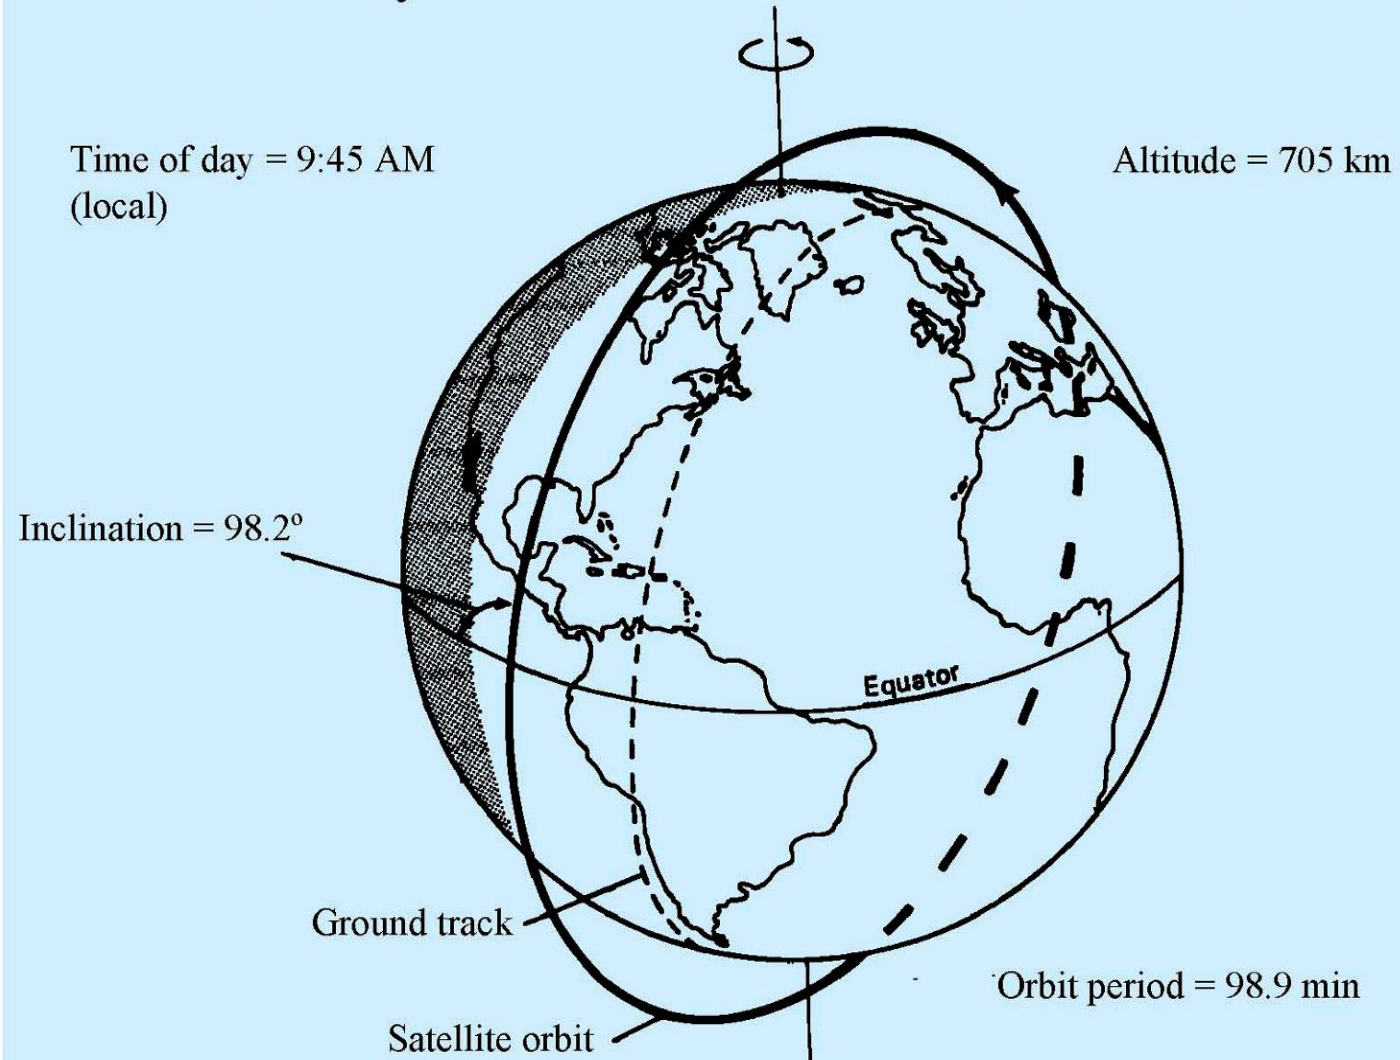 Time of day = 9:45 AM
(local)
Altitude = 705 km
Inclination = 98.2º
Equator
Ground track
Orbit period = 98.9 min
Satellite orbit